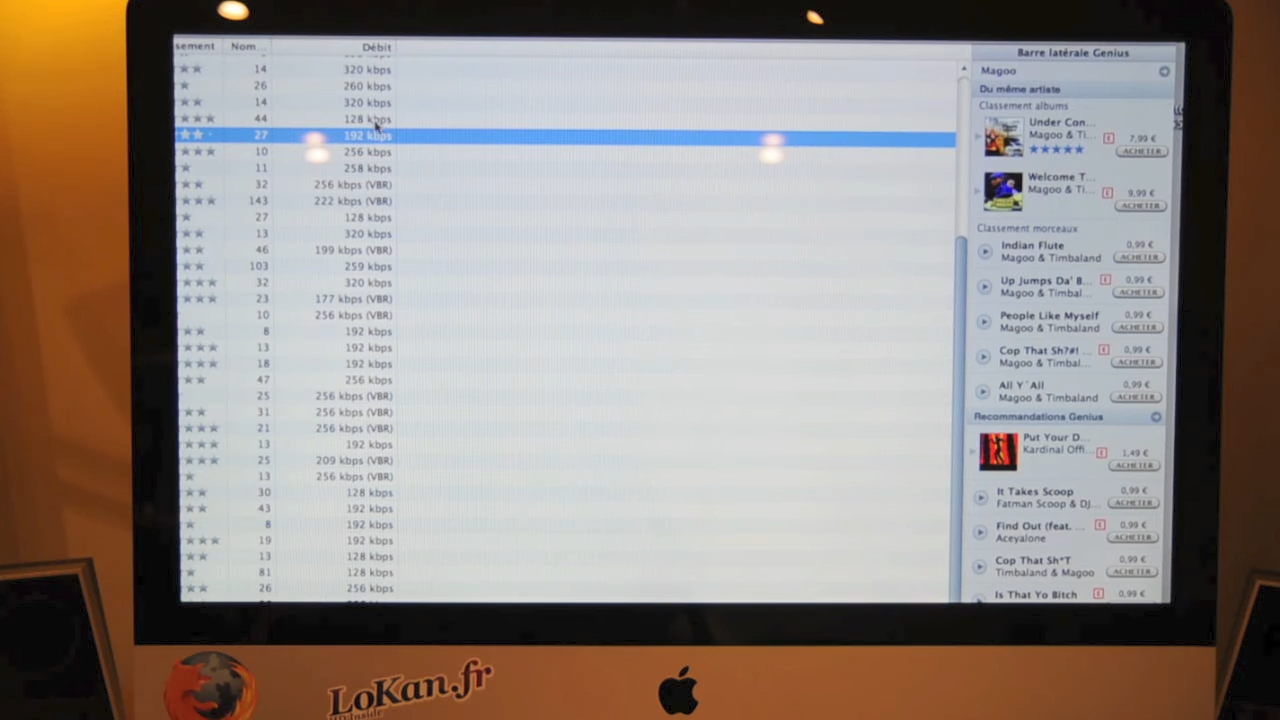 sement Nom... Débit
14 320 kbps
26 260 kbps
14 320 kbps
44 128 kbps
27 192 kbps
10 256 kbps
11 258 kbps
32 256 kbps (VBR)
143 222 kbps (VBR)
27 128 kbps
13 320 kbps
46 199 kbps (VBR)
103 259 kbps
32 320 kbps
23 177 kbps (VBR)
10 256 kbps (VBR)
8 192 kbps
13 192 kbps
18 192 kbps
47 256 kbps
25 256 kbps (VBR)
31 256 kbps (VBR)
21 256 kbps (VBR)
13 192 kbps
25 209 kbps (VBR)
13 256 kbps (VBR)
30 128 kbps
43 192 kbps
8 192 kbps
19 192 kbps
13 128 kbps
81 128 kbps
26 256 kbps
Barre latérale Genius
Magoo
Du même artiste
Classement albums
Under Con...
Magoo & Ti... E 7,99 €
ACHETER
Welcome T...
Magoo & Ti... E 9,99 €
ACHETER
Classement morceaux
Indian Flute 0,99 €
Magoo & Timbaland ACHETER
Up Jumps Da' B... E 0,99 €
Magoo & Timbal... ACHETER
People Like Myself 0,99 €
Magoo & Timbaland ACHETER
Cop That Sh?#! ... E 0,99 €
Magoo & Timbal... ACHETER
All Y´All 0,99 €
Magoo & Timbaland ACHETER
Recommandations Genius
Put Your D...
Kardinal Offi... E 1,49 €
ACHETER
It Takes Scoop 0,99 €
Fatman Scoop & DJ... ACHETER
Find Out (feat. ... E 0,99 €
Aceyalone ACHETER
Cop That Sh*T 0,99 €
Timbaland & Magoo ACHETER
Is That Yo Bitch E 0,99 €
LoKan.fr
Inside